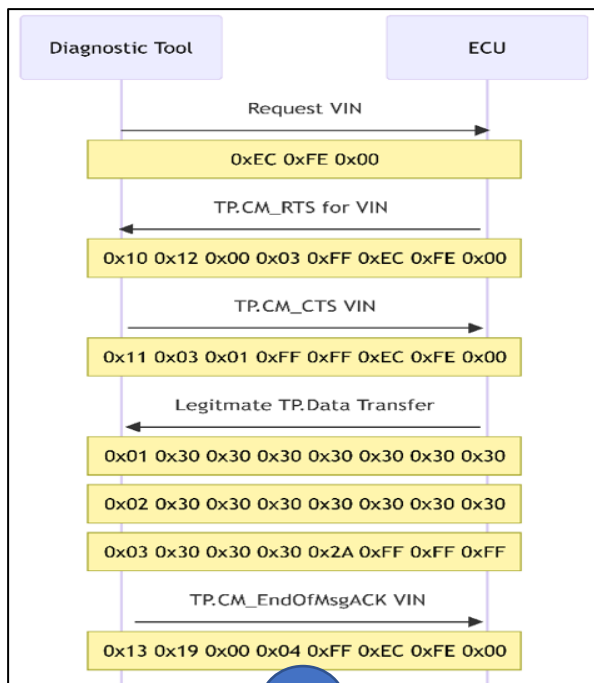 Diagnostic Tool
ECU
Request VIN
0xEC 0xFE 0x00
TP.CM_RTS for VIN
0x10 0x12 0x00 0x03 0xFF 0xEC 0xFE 0x00
TP.CM_CTS VIN
0x11 0x03 0x01 0xFF 0xFF 0xEC 0xFE 0x00
Legitmate TP.Data Transfer
0x01 0x30 0x30 0x30 0x30 0x30 0x30 0x30
0x02 0x30 0x30 0x30 0x30 0x30 0x30 0x30
0x03 0x30 0x30 0x30 0x2A 0xFF 0xFF 0xFF
TP.CM_EndOfMsgACK VIN
0x13 0x19 0x00 0x04 0xFF 0xEC 0xFE 0x00